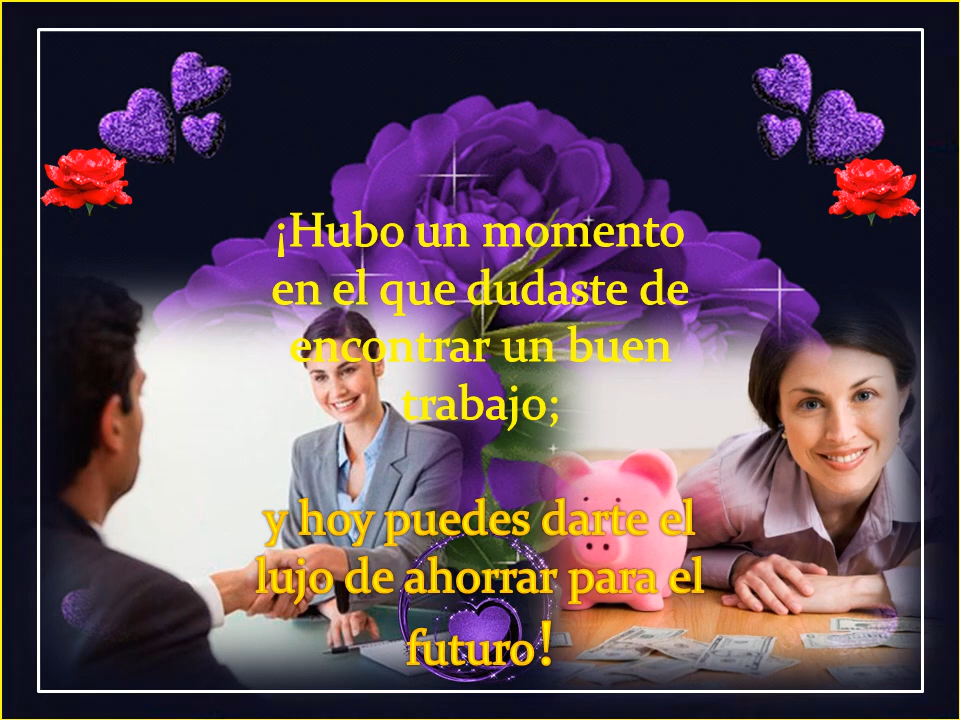 ¡Hubo un momento
en el que dudaste de
encontrar un buen
trabajo;
y hoy puedes darte el
lujo de ahorrar para el
futuro!